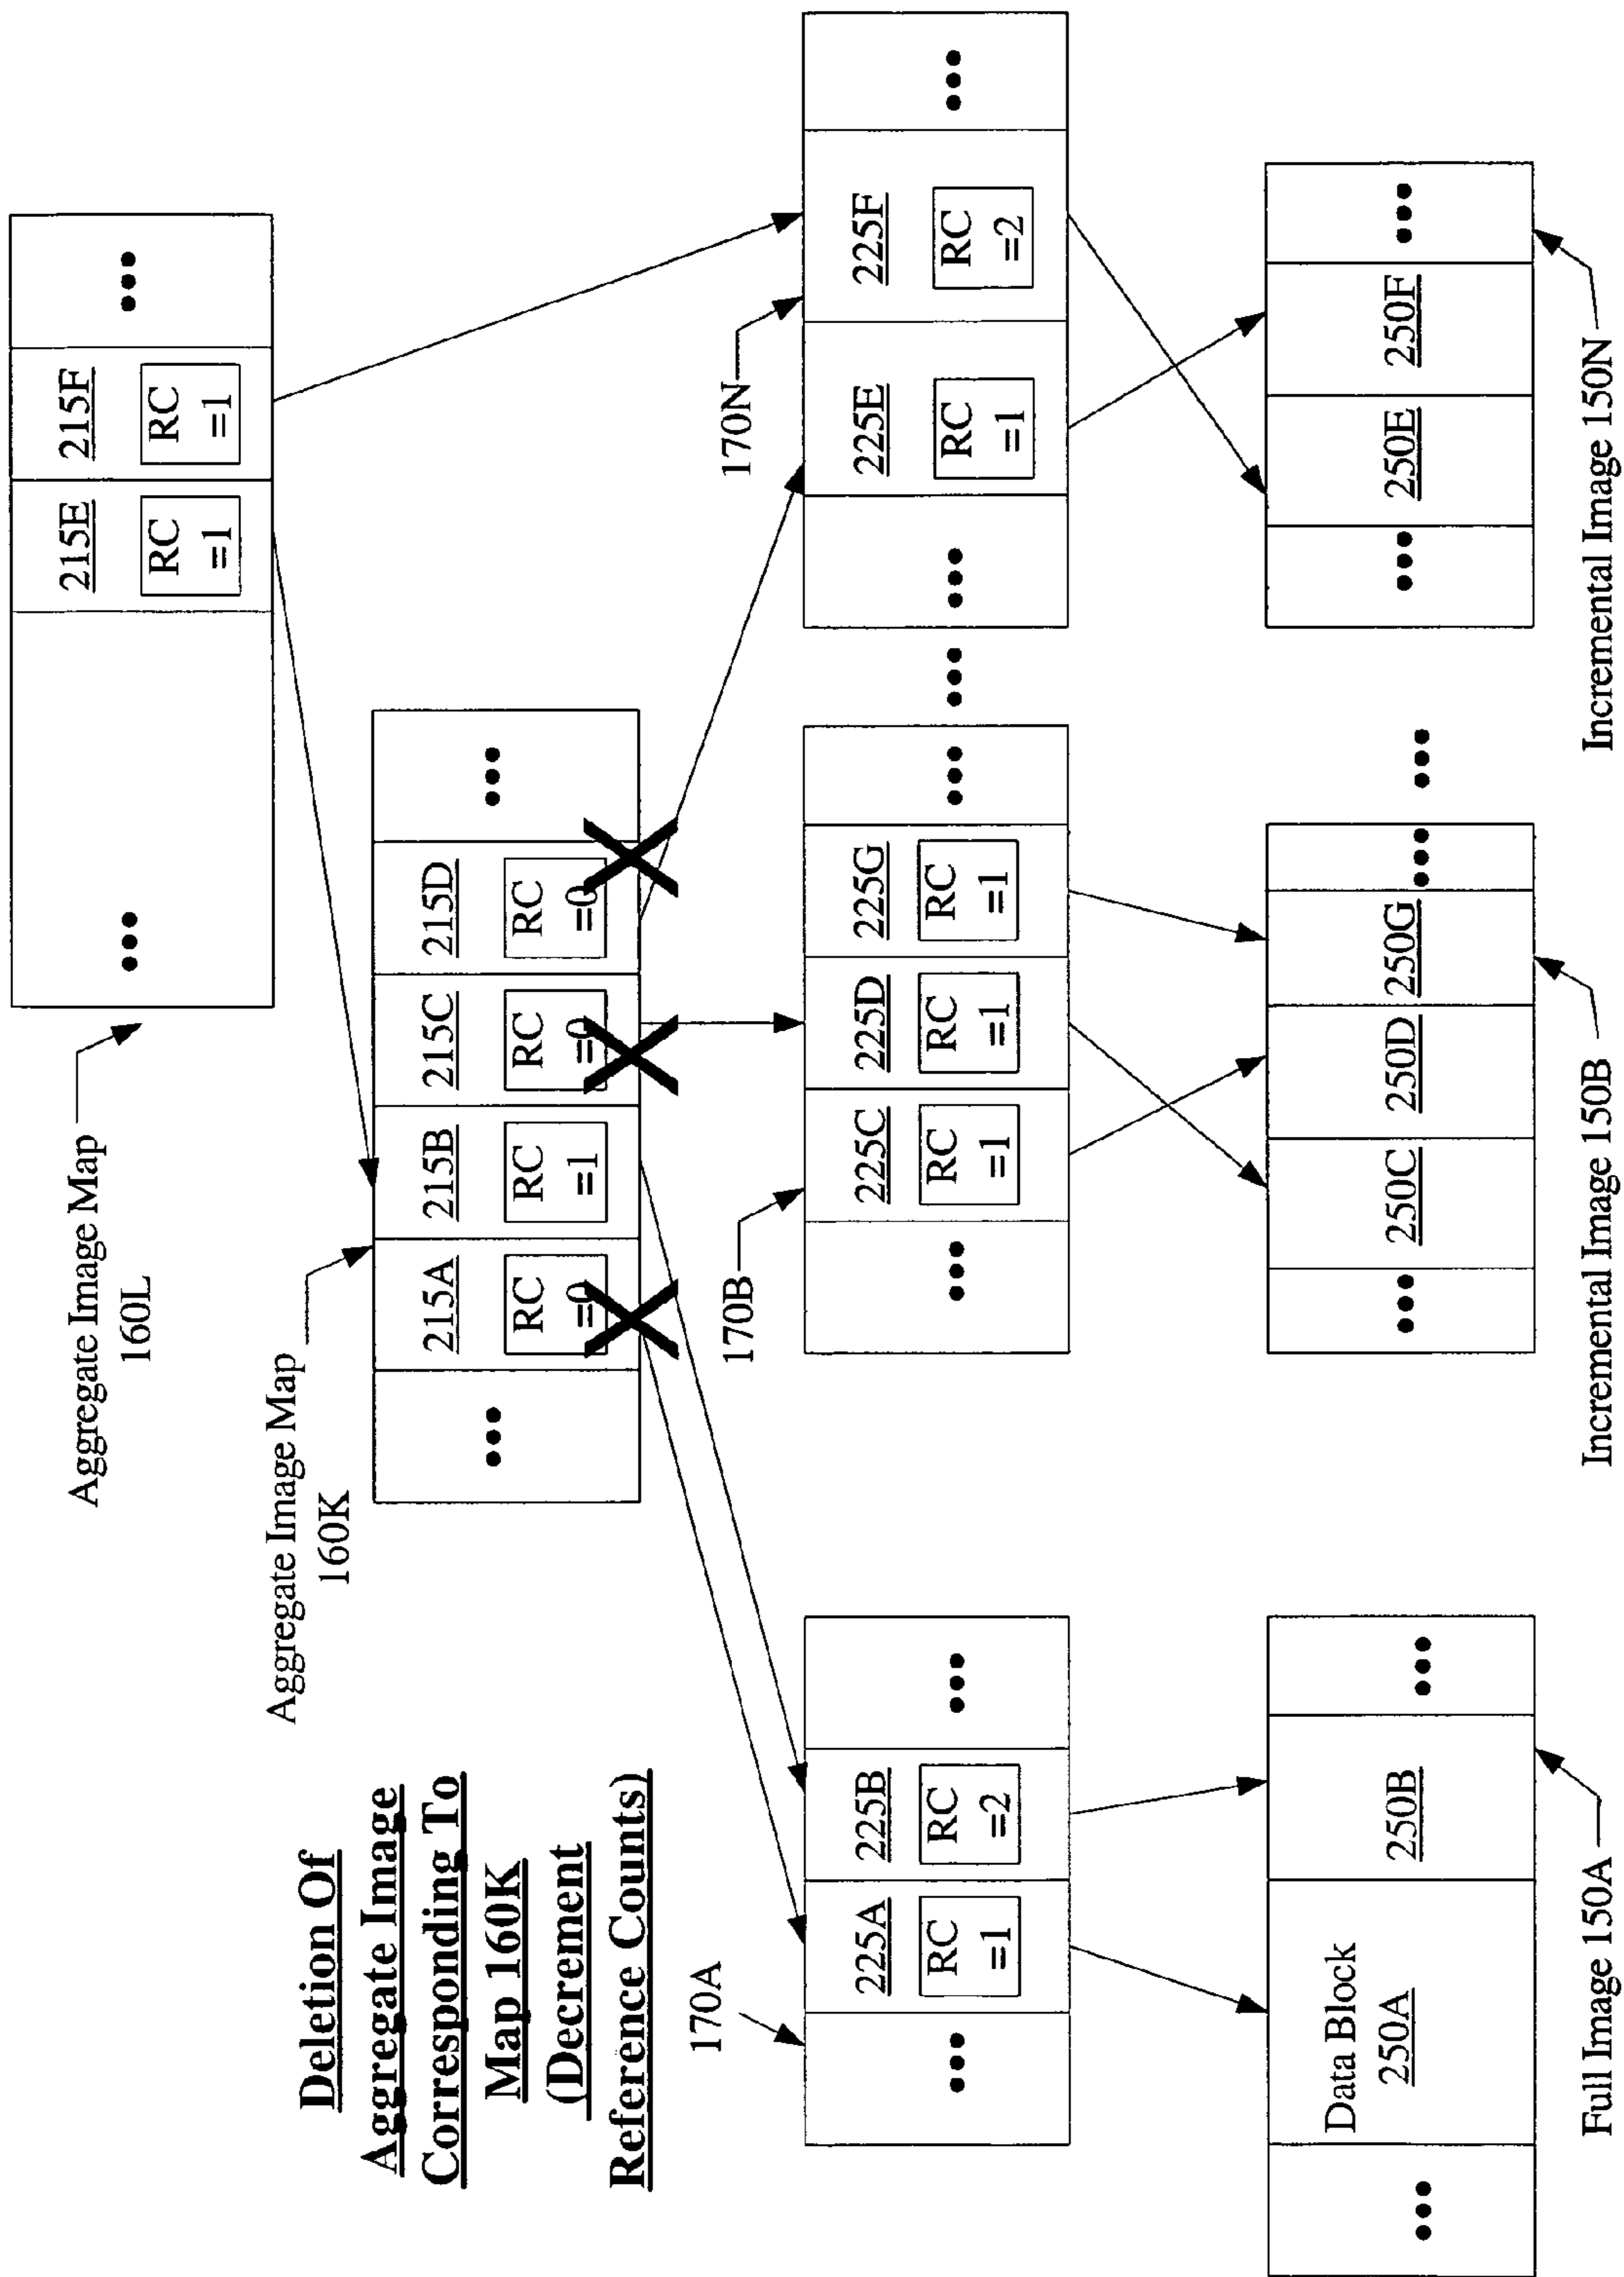 Deletion Of
Aggregate Image
Corresponding To
Map 160K
(Decrement
Reference Counts)
Aggregate Image Map
160L
215E
RC
=1
215F
RC
=1
Aggregate Image Map
160K
215A
RC
=0
215B
RC
=1
215C
RC
=0
215D
RC
=0
170A
225A
RC
=1
225B
RC
=2
170B
225C
RC
=1
225D
RC
=1
225G
RC
=1
170N
225E
RC
=1
225F
RC
=2
Data Block
250A
250B
250C
250D
250G
250E
250F
Full Image 150A
Incremental Image 150B
Incremental Image 150N